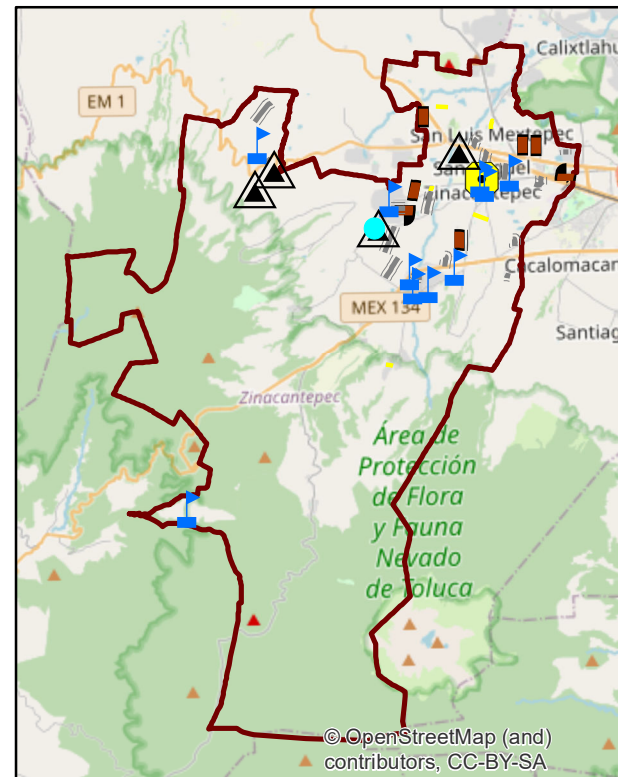 Calixtlahu
EM 1
San Luis Mextepec
San Miguel
Zinacantepec
Cacalomacan
MEX 134
Santiag
Zinacantepec
Área de
Protección
de Flora
y Fauna
Nevado
de Toluca
© OpenStreetMap (and)
contributors, CC-BY-SA